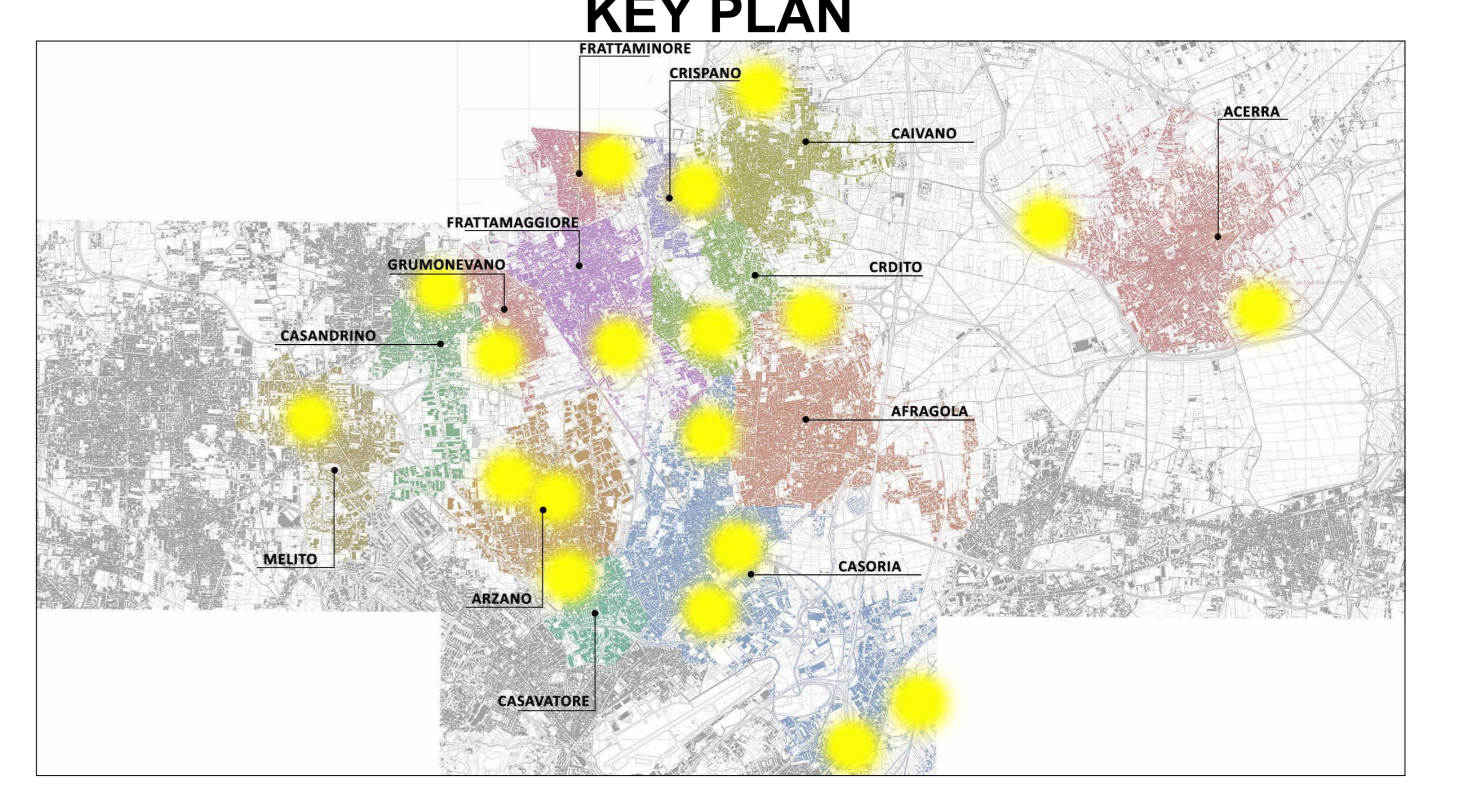 KEY PLAN
FRATTAMINORE
CRISPANO
ACERRA
CAIVANO
FRATTAMAGGIORE
GRUMONEVANO
CRDITO
CASANDRINO
AFRAGOLA
MELITO
CASORIA
ARZANO
CASAVATORE